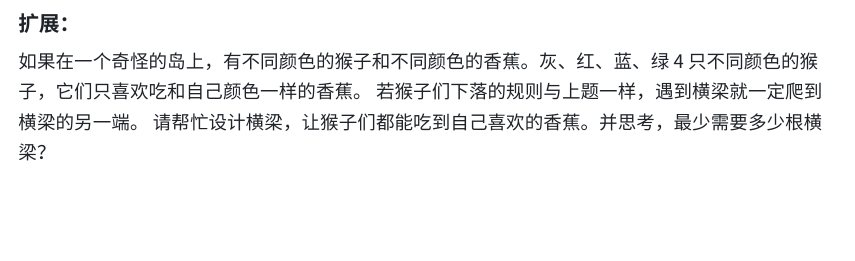 扩展：
如果在一个奇怪的岛上，有不同颜色的猴子和不同颜色的香蕉。灰、红、蓝、绿 4 只不同颜色的猴
子，它们只喜欢吃和自己颜色一样的香蕉。 若猴子们下落的规则与上题一样，遇到横梁就一定爬到
横梁的另一端。 请帮忙设计横梁，让猴子们都能吃到自己喜欢的香蕉。并思考，最少需要多少根横
梁？